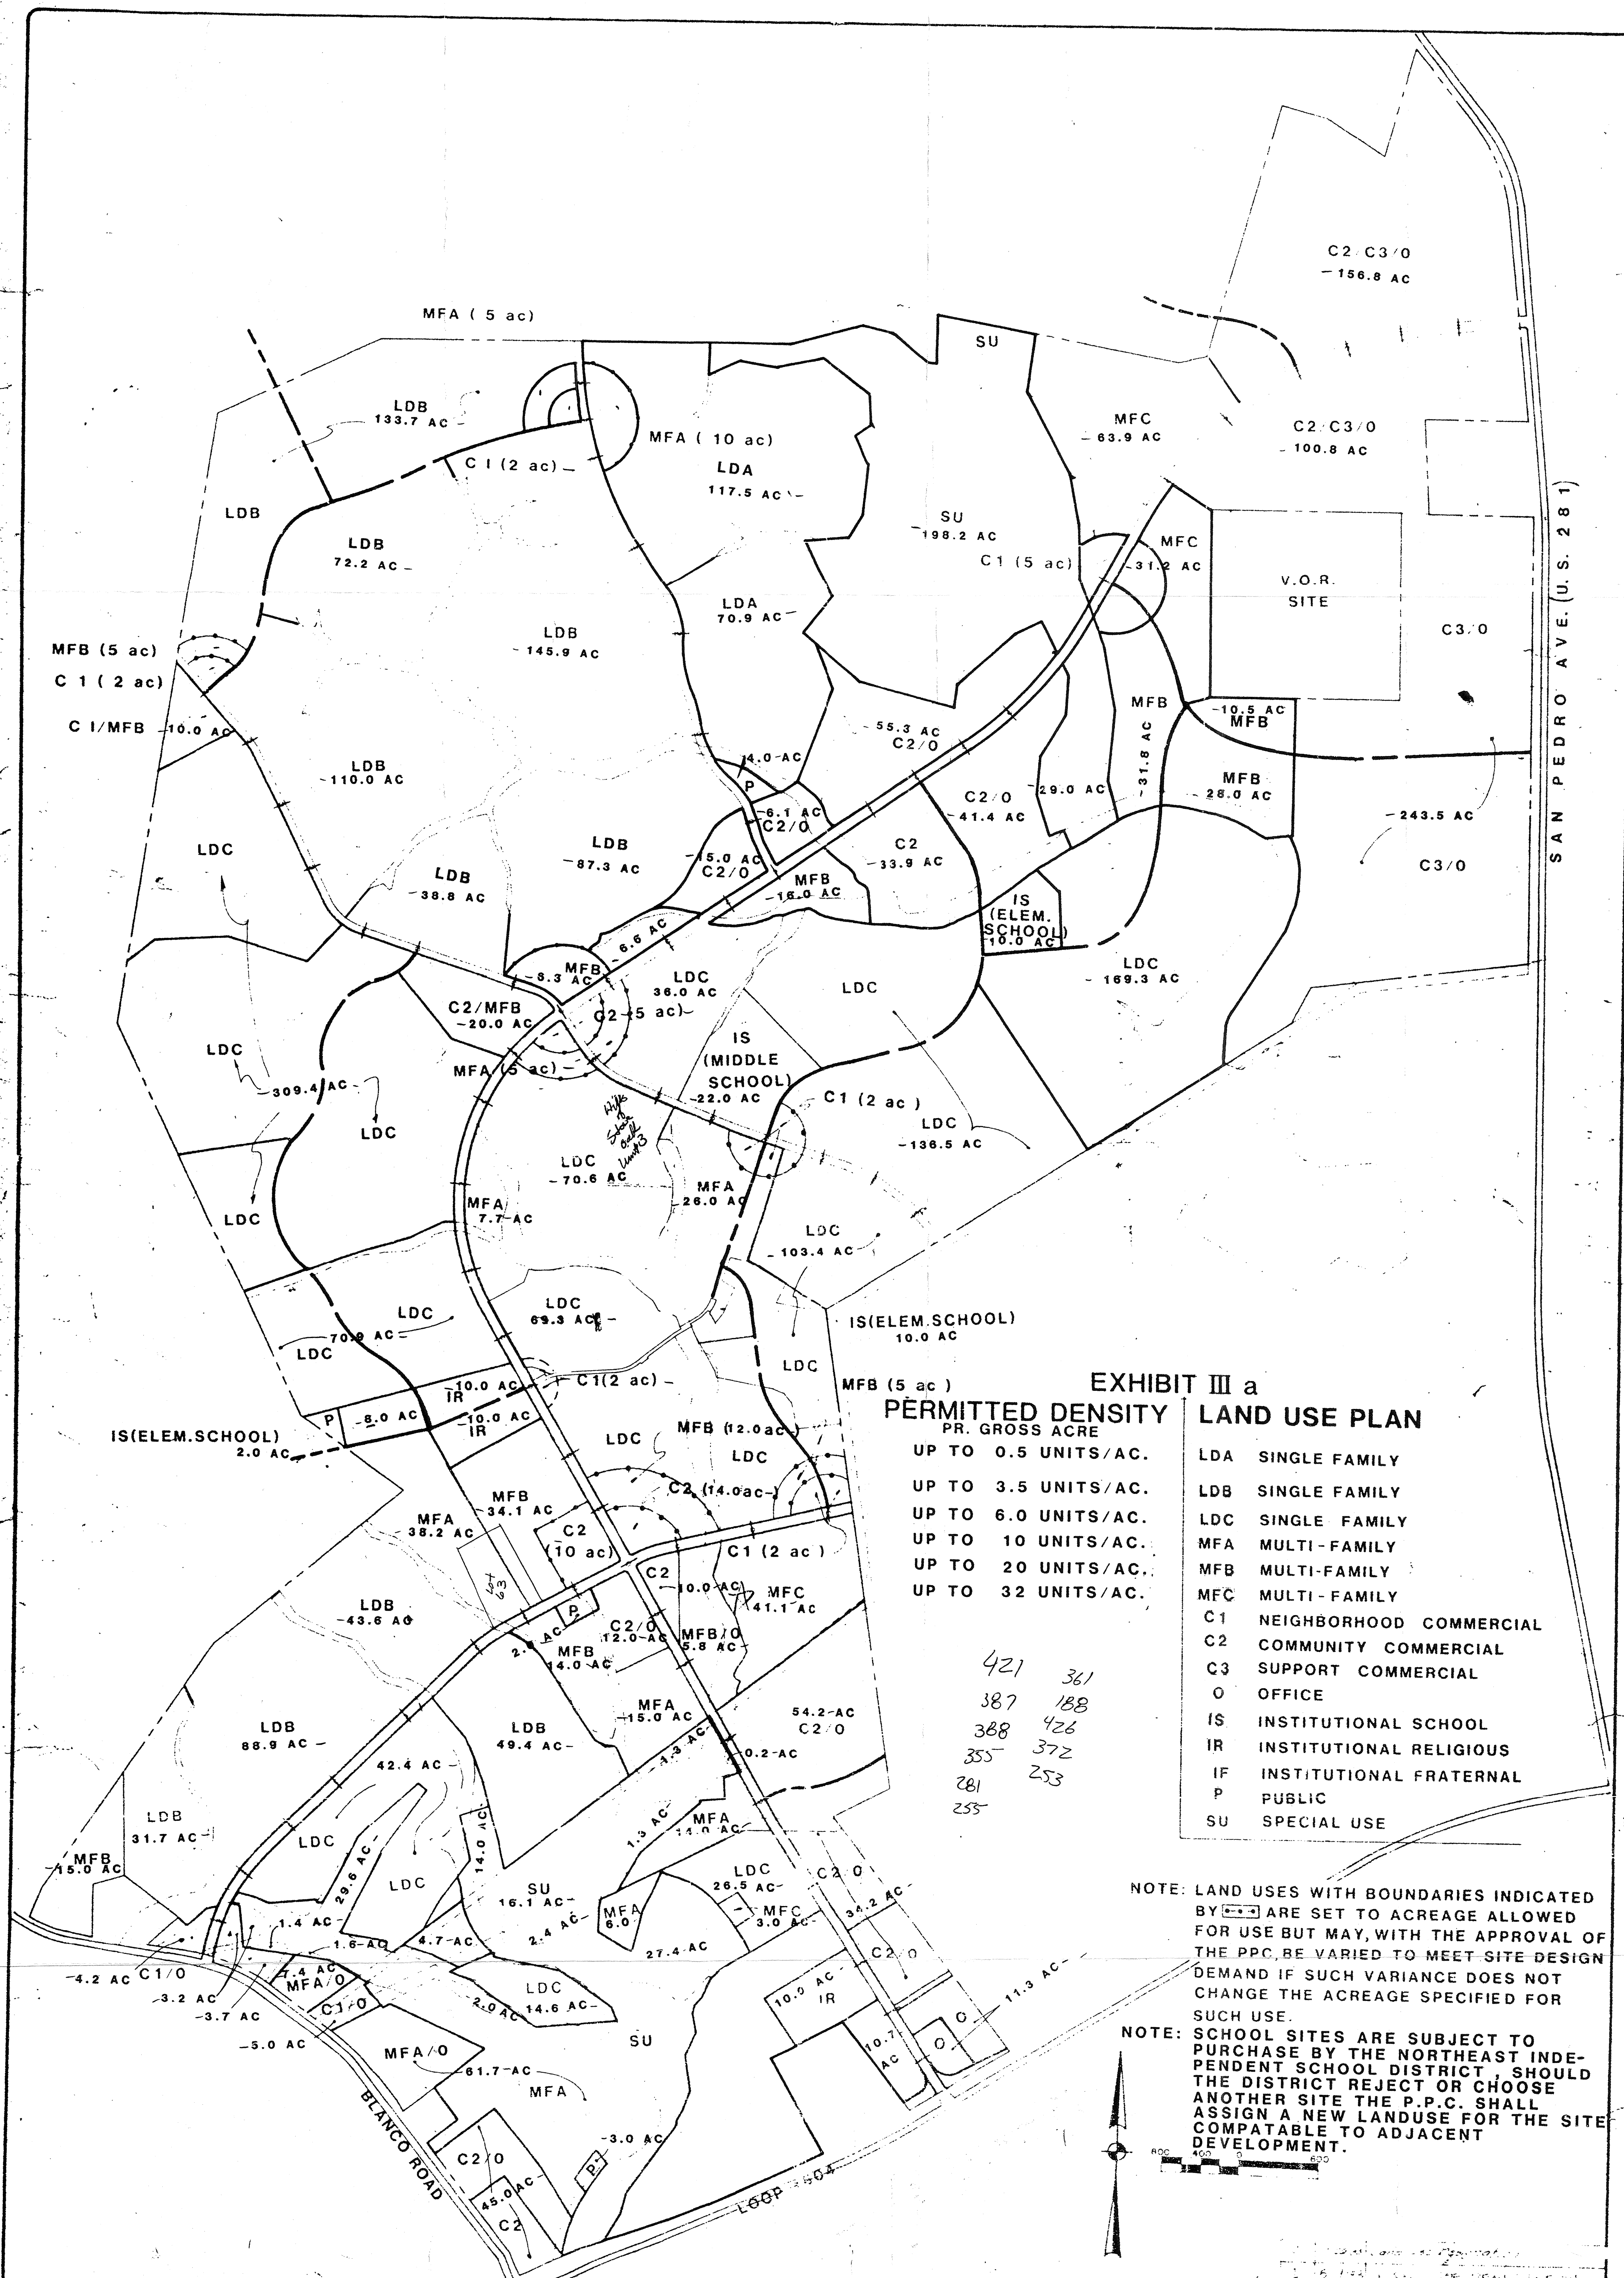 C2 C3/O
-156.8 AC
MFA ( 5 ac)
SU
LDB
133.7 AC -
MFA ( 10 ac)
C 1 (2 ac) -
LDA
117.5 AC -
MFC
- 63.9 AC
C2 C3/O
- 100.8 AC
LDB
LDB
72.2 AC -
SU
-198.2 AC
C1 (5 ac)
MFC
-31.2 AC
V.O.R.
SITE
C3/O
SAN PEDRO AVE. (U.S. 281)
LDA
70.9 AC -
LDB
- 145.9 AC
MFB (5 ac)
C 1 ( 2 ac)
C 1/MFB -10.0 AC
LDB
-110.0 AC
- 55.3 AC
C2/O
MFB
-31.8 AC
-10.5 AC
MFB
4.0-AC
P
-6.1 AC
C2/O
C2/O
-41.4 AC
-29.0 AC
MFB
- 28.0 AC
- 243.5 AC
C3/O
LDC
LDB
-87.3 AC
-15.0 AC
C2/O
C2
-33.9 AC
LDB
-38.8 AC
MFB
-16.0 AC
IS
(ELEM.
SCHOOL)
-10.0 AC
-6.6 AC
MFB
-8.3 AC
LDC
36.0 AC
LDC
LDC
- 169.3 AC
C2/MFB
-20.0 AC
C2 (5 ac)-
LDC
-309.4/AC-
MFA (5 ac)-
IS
(MIDDLE
SCHOOL)
-22.0 AC
C1 (2 ac )
LDC
LDC
-136.5 AC
LDC
- 70.6 AC
MFA
-26.0 AC
LDC
MFA
7.7-AC
LDC
- 103.4 AC-
LDC
-70.9 AC-
LDC
LDC
69.3 AC -
IS(ELEM.SCHOOL)
10.0 AC
LDC
-10.0 AC
IR
C1(2 ac) -
MFB (5 ac )
P
-8.0 AC
-10.0 AC
IR
IS(ELEM.SCHOOL)
2.0 AC
LDC
MFB (12.0ac)
LDC
MFB
-34.1 AC
C2 (14.0ac-)
MFA
-38.2 AC
C2
(10 ac)
C1 (2 ac )
C2
-10.0 AC
MFC
41.1 AC
LDB
-43.6 AC
P
C2/O
12.0-AC
MFB/O
5.8 AC-
MFB
14.0-AC
MFA
-15.0 AC
54.2-AC
C2/O
LDB
88.9 AC -
LDB
49.4 AC-
42.4 AC -
0.2-AC
LDB
31.7 AC-
LDC
14.0 AC
1.3 AC
MFA
MFB
-15.0 AC
LDC
SU
16.1 AC-
LDC
26.5 AC-
C2/O
MFA
6.0
MFC
3.0 AC-
34.2 AC-
1.4 AC-
1.6-AC
4.7-AC
2.4 AC-
27.4-AC
C2/O
-4.2 AC C1/O
-3.2 AC
-3.7 AC
-5.0 AC
MFA/O
C1/O
LDC
14.6 AC-
2.0 AC
IR
11.3 AC-
O
O
10.7
AC
SU
MFA/O
61.7-AC
MFA
BLANCO ROAD
-3.0 AC
C2/O
45.0 AC
C2
P
LOOP 1604
EXHIBIT III a
PERMITTED DENSITY LAND USE PLAN
PR. GROSS ACRE
UP TO 0.5 UNITS/AC. LDA SINGLE FAMILY
UP TO 3.5 UNITS/AC. LDB SINGLE FAMILY
UP TO 6.0 UNITS/AC. LDC SINGLE FAMILY
UP TO 10 UNITS/AC. MFA MULTI-FAMILY
UP TO 20 UNITS/AC. MFB MULTI-FAMILY
UP TO 32 UNITS/AC. MFC MULTI-FAMILY
C1 NEIGHBORHOOD COMMERCIAL
C2 COMMUNITY COMMERCIAL
C3 SUPPORT COMMERCIAL
O OFFICE
IS INSTITUTIONAL SCHOOL
IR INSTITUTIONAL RELIGIOUS
IF INSTITUTIONAL FRATERNAL
P PUBLIC
SU SPECIAL USE
421 361
387 188
368 426
355 372
281 253
255
NOTE: LAND USES WITH BOUNDARIES INDICATED
BY ARE SET TO ACREAGE ALLOWED
FOR USE BUT MAY, WITH THE APPROVAL OF
THE PPC, BE VARIED TO MEET SITE DESIGN
DEMAND IF SUCH VARIANCE DOES NOT
CHANGE THE ACREAGE SPECIFIED FOR
SUCH USE.
NOTE: SCHOOL SITES ARE SUBJECT TO
PURCHASE BY THE NORTHEAST INDE-
PENDENT SCHOOL DISTRICT, SHOULD
THE DISTRICT REJECT OR CHOOSE
ANOTHER SITE THE P.P.C. SHALL
ASSIGN A NEW LANDUSE FOR THE SITE
COMPATABLE TO ADJACENT
DEVELOPMENT.